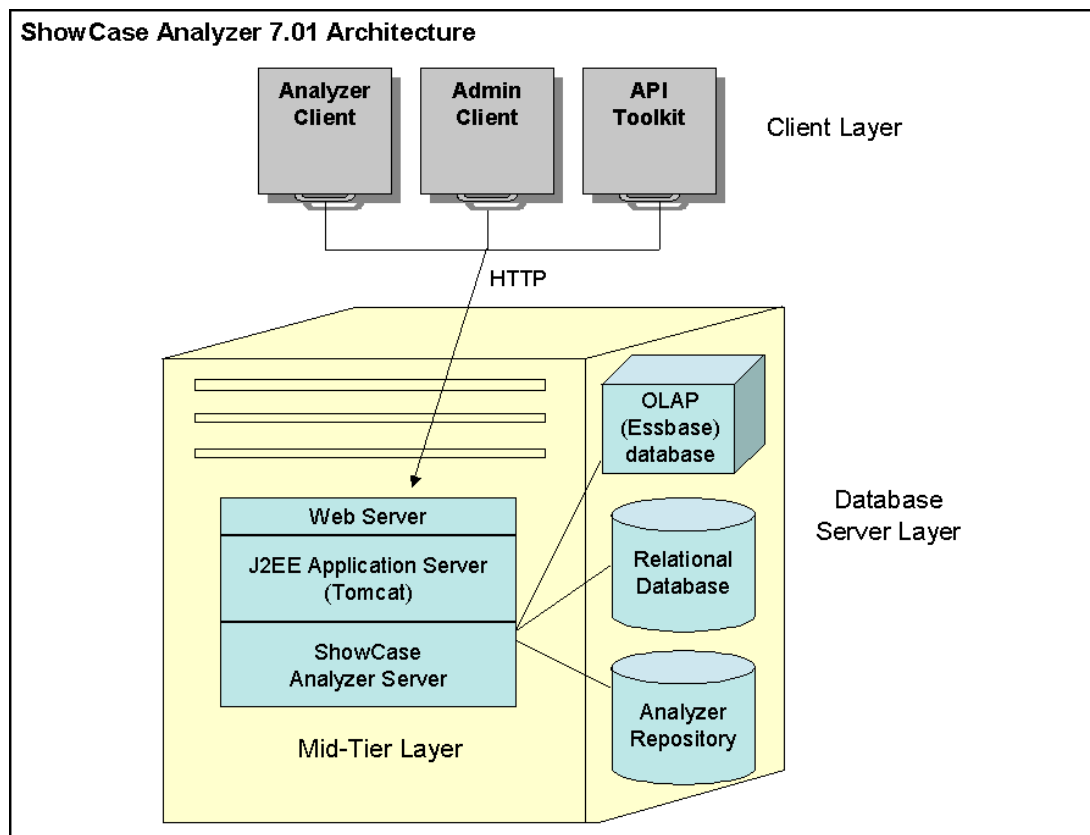 ShowCase Analyzer 7.01 Architecture
Analyzer
Client
Admin
Client
API
Toolkit
Client Layer
HTTP
OLAP
(Essbase)
database
Web Server
J2EE Application Server
(Tomcat)
ShowCase
Analyzer Server
Mid-Tier Layer
Relational
Database
Analyzer
Repository
Database
Server Layer